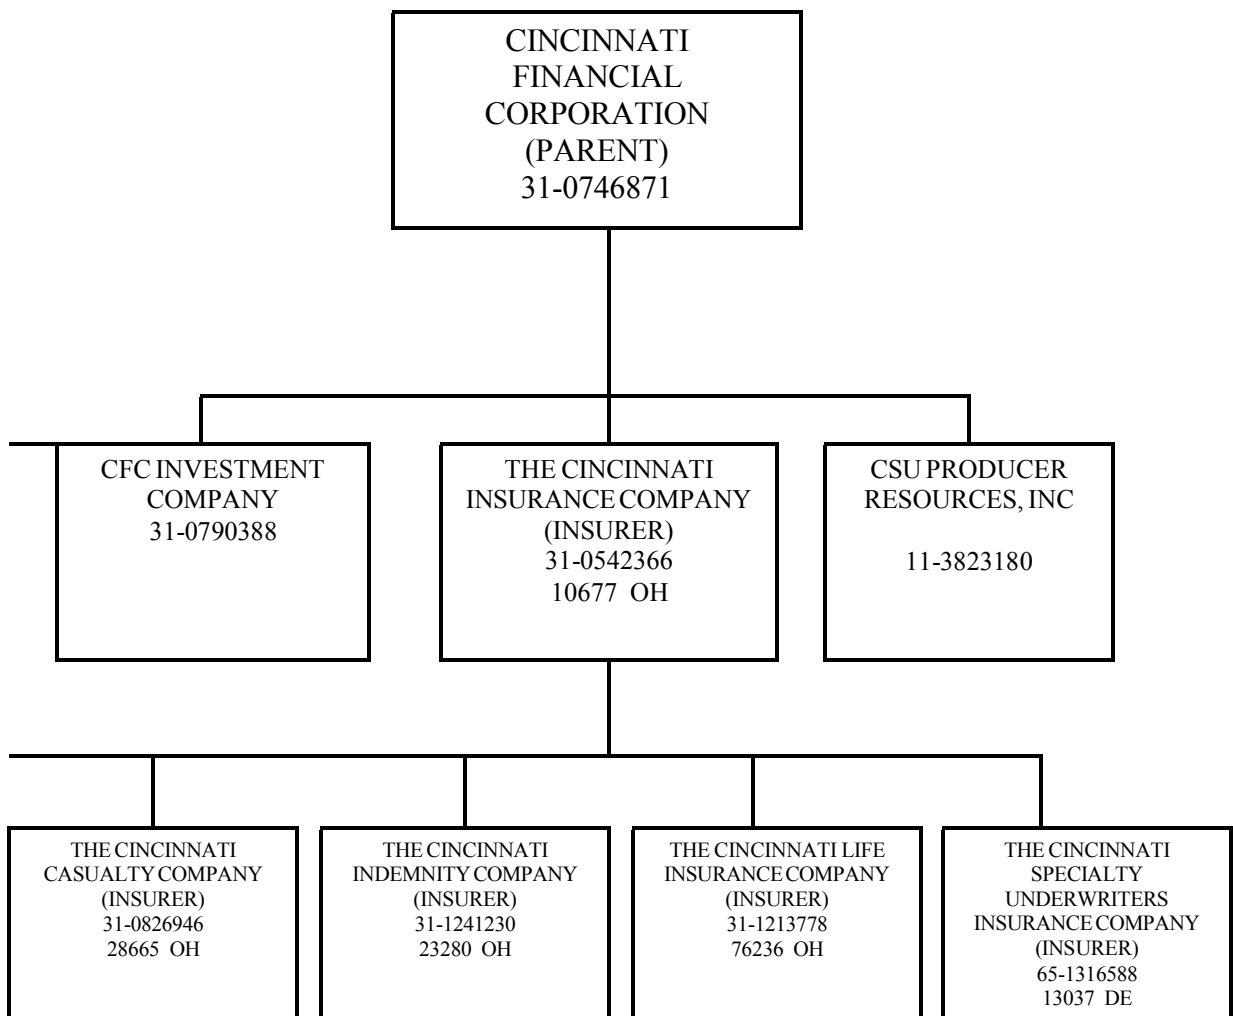 CINCINNATI
FINANCIAL
CORPORATION
(PARENT)
31-0746871
CFC INVESTMENT
COMPANY
31-0790388
THE CINCINNATI
INSURANCE COMPANY
(INSURER)
31-0542366
10677 OH
CSU PRODUCER
RESOURCES, INC
11-3823180
THE CINCINNATI
CASUALTY COMPANY
(INSURER)
31-0826946
28665 OH
THE CINCINNATI
INDEMNITY COMPANY
(INSURER)
31-1241230
23280 OH
THE CINCINNATI LIFE
INSURANCE COMPANY
(INSURER)
31-1213778
76236 OH
THE CINCINNATI
SPECIALTY
UNDERWRITERS
INSURANCE COMPANY
(INSURER)
65-1316588
13037 DE